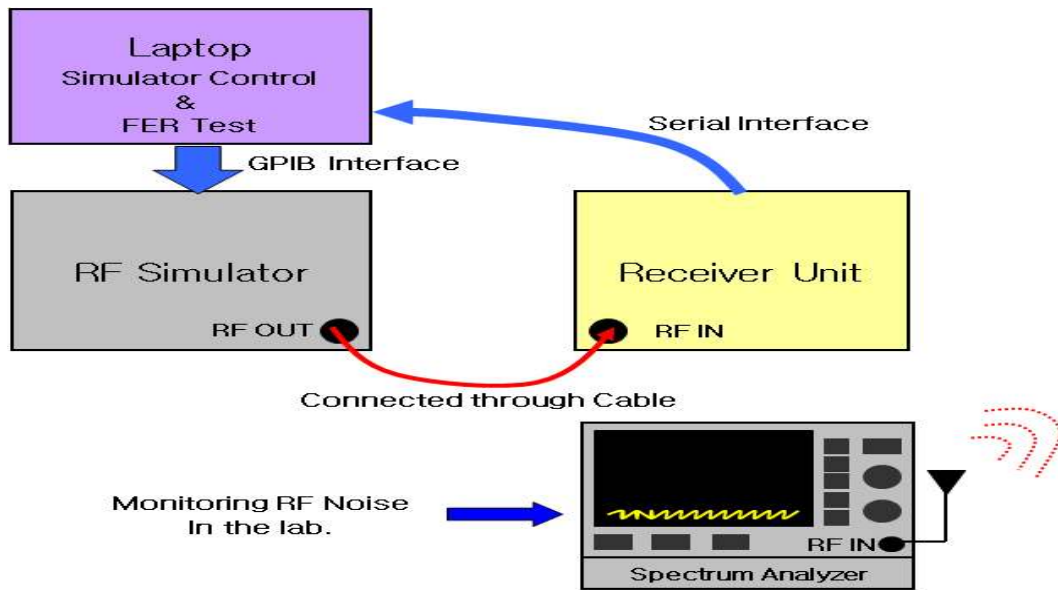 Laptop
Simulator Control
&
FER Test
Serial Interface
GPIB Interface
RF Simulator
RF OUT
Receiver Unit
RF IN
Connected through Cable
Monitoring RF Noise
In the lab.
RF IN
Spectrum Analyzer